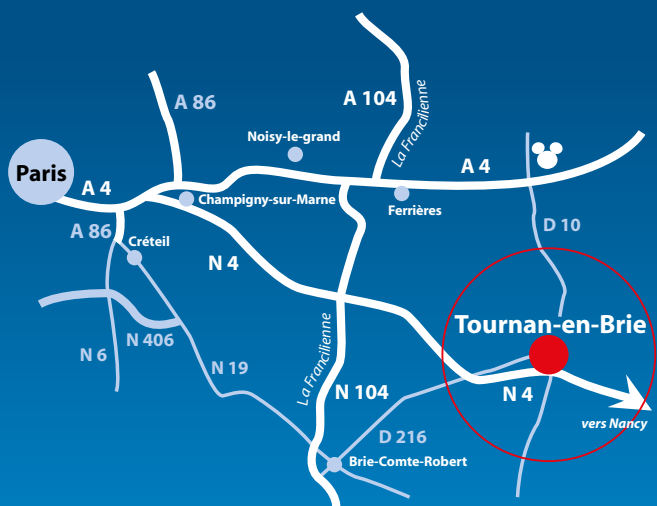 A 86
A 104
La Francilienne
Noisy-le-grand
Paris
A 4
A 4
Champigny-sur-Marne
Ferrières
A 86
Créteil
D 10
N 4
Tournan-en-Brie
N 6
N 406
N 19
La Francilienne
N 104
N 4
vers Nancy
D 216
Brie-Comte-Robert